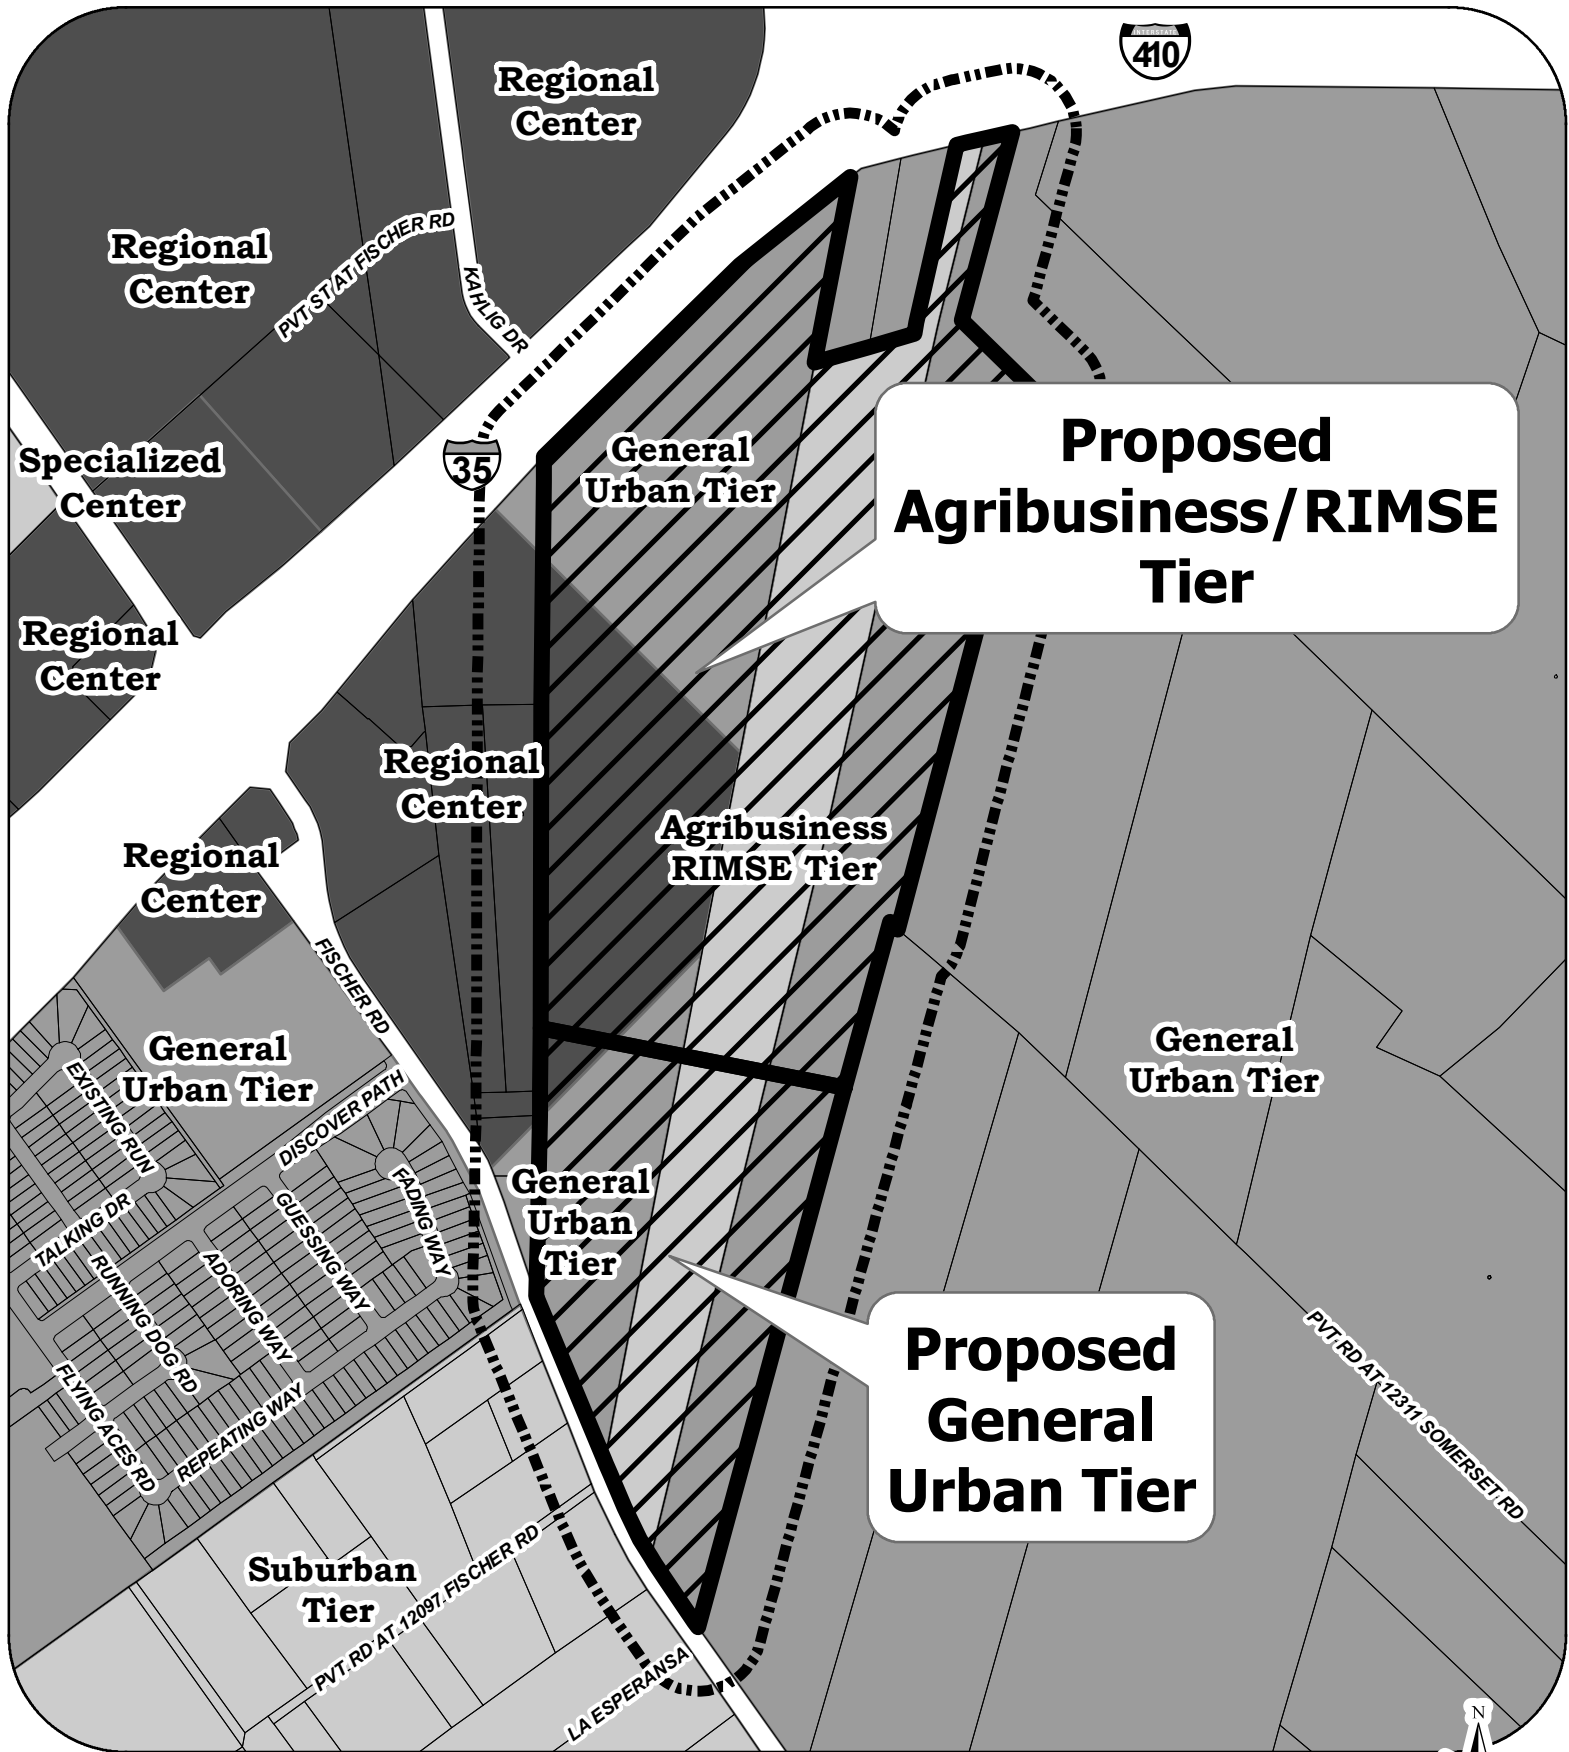 INTERSTATE
410
Regional
Center
Regional
Center
PVT ST AT FISCHER RD
KAHLIG DR
35
Specialized
Center
General
Urban Tier
Proposed
Agribusiness/RIMSE
Tier
Regional
Center
Regional
Center
Agribusiness
RIMSE Tier
Regional
Center
FISCHER RD
General
Urban Tier
General
Urban Tier
EXISTING RUN
DISCOVER PATH
TALKING DR
FADING WAY
GUESSING WAY
ADORING WAY
RUNNING DOG RD
FLYING ACES RD
REPEATING WAY
General
Urban
Tier
Proposed
General
Urban Tier
PVT RD AT 12311 SOMERSET RD
Suburban
Tier
PVT RD AT 12097 FISCHER RD
LA ESPERANSA
N